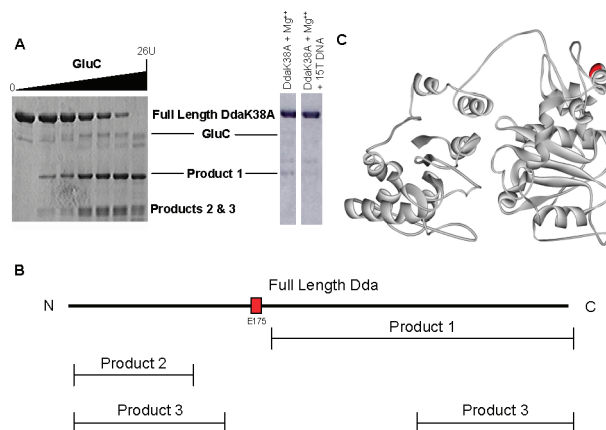 A
GluC
0
26U
Full Length DdaK38A
GluC
Product 1
Products 2 & 3
DdaK38A + Mg++
DdaK38A + Mg++
+ 15T DNA
C
B
Full Length Dda
N
C
E175
Product 1
Product 2
Product 3
Product 3